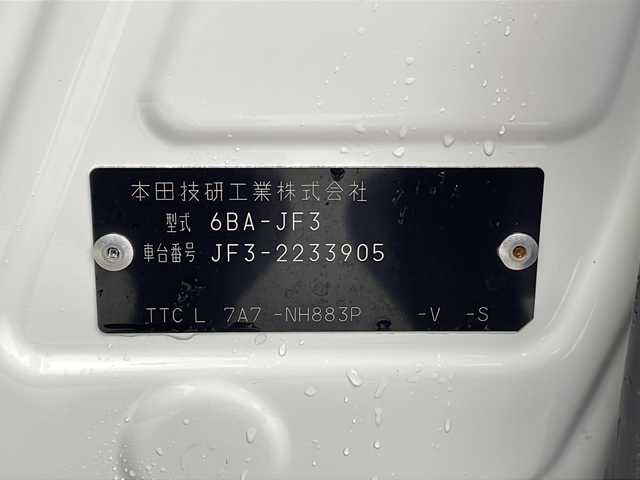 本田技研工業株式会社
型式 6BA-JF3
車台番号 JF3-2233905
TTC L 7A7 -NH883P -V -S